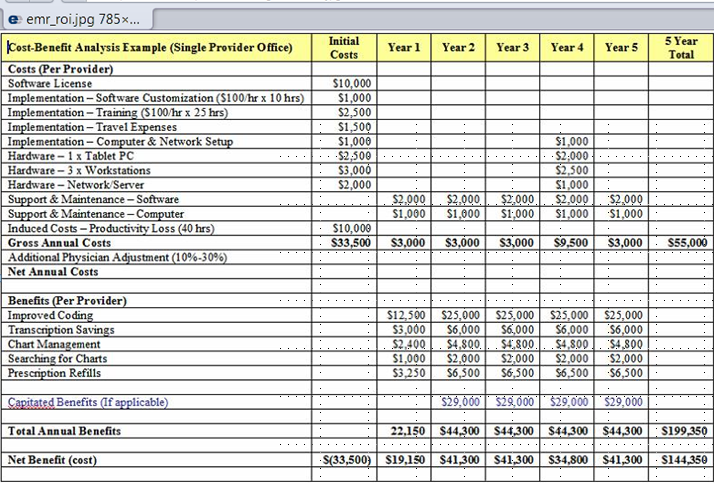 emr_roi.jpg 785×...
Cost-Benefit Analysis Example (Single Provider Office) Initial Costs Year 1 Year 2 Year 3 Year 4 Year 5 5 Year Total
Costs (Per Provider)
Software License $10,000
Implementation – Software Customization ($100/hr x 10 hrs) $1,000
Implementation – Training ($100/hr x 25 hrs) $2,500
Implementation – Travel Expenses $1,500
Implementation – Computer & Network Setup $1,000 $1,000
Hardware – 1 x Tablet PC $2,500 $2,000
Hardware – 3 x Workstations $3,000 $2,500
Hardware – Network/Server $2,000 $1,000
Support & Maintenance – Software $2,000 $2,000 $2,000 $2,000 $2,000
Support & Maintenance – Computer $1,000 $1,000 $1,000 $1,000 $1,000
Induced Costs – Productivity Loss (40 hrs) $10,000
Gross Annual Costs $33,500 $3,000 $3,000 $3,000 $9,500 $3,000 $55,000
Additional Physician Adjustment (10%-30%)
Net Annual Costs
Benefits (Per Provider)
Improved Coding $12,500 $25,000 $25,000 $25,000 $25,000
Transcription Savings $3,000 $6,000 $6,000 $6,000 $6,000
Chart Management $2,400 $4,800 $4,800 $4,800 $4,800
Searching for Charts $1,000 $2,000 $2,000 $2,000 $2,000
Prescription Refills $3,250 $6,500 $6,500 $6,500 $6,500
Capitated Benefits (If applicable) $29,000 $29,000 $29,000 $29,000
Total Annual Benefits 22,150 $44,300 $44,300 $44,300 $44,300 $199,350
Net Benefit (cost) $(33,500) $19,150 $41,300 $41,300 $34,800 $41,300 $144,350